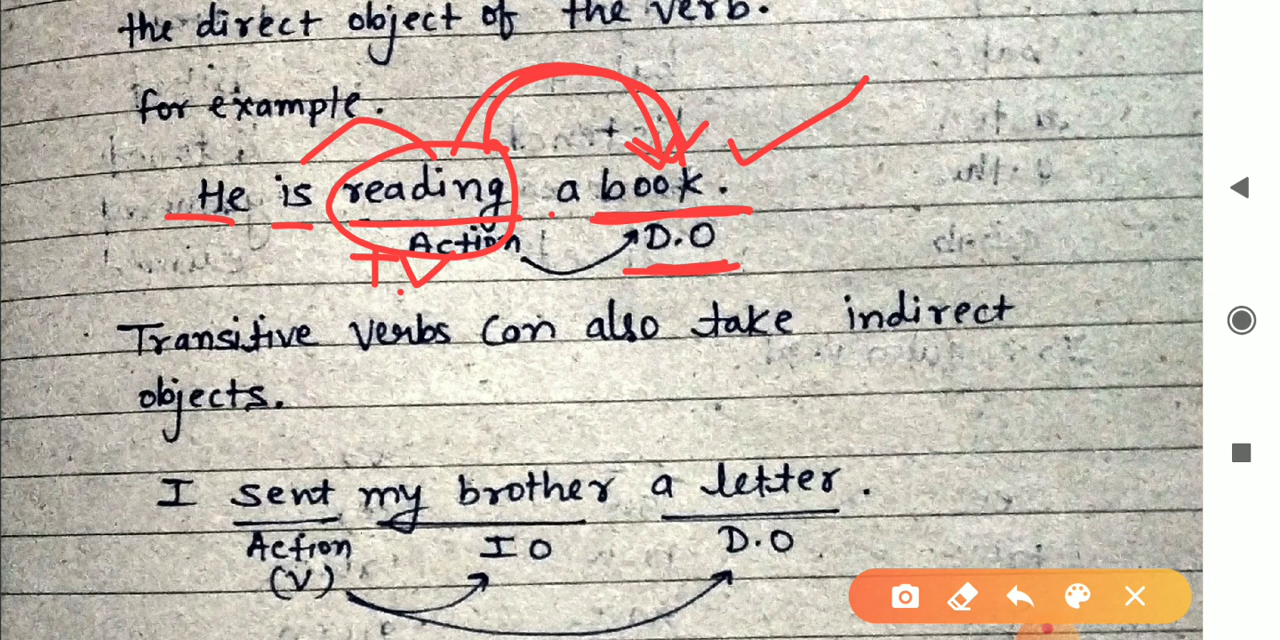 the direct object of the verb.
for example.
He is reading a book.
Action D.O
T.V
Transitive verbs can also take indirect
objects.
I sent my brother a letter.
Action I O D.O
(V)